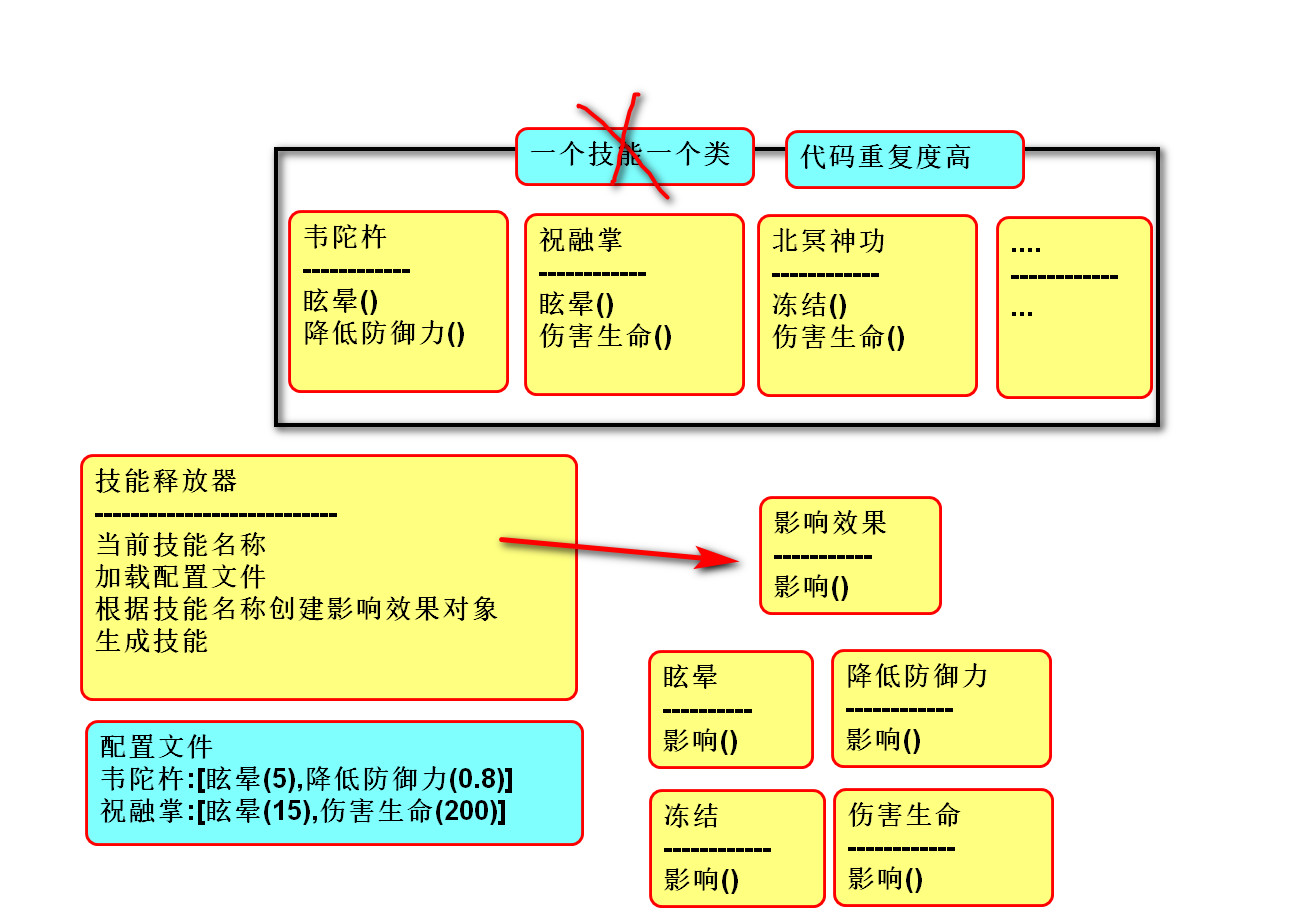 一个技能一个类
代码重复度高
韦陀杵
------------
眩晕()
降低防御力()
祝融掌
------------
眩晕()
伤害生命()
北冥神功
------------
冻结()
伤害生命()
....
------------
...
技能释放器
---------------------------
当前技能名称
加载配置文件
根据技能名称创建影响效果对象
生成技能
影响效果
-----------
影响()
眩晕
----------
影响()
降低防御力
------------
影响()
冻结
------------
影响()
伤害生命
------------
影响()
配置文件
韦陀杵:[眩晕(5),降低防御力(0.8)]
祝融掌:[眩晕(15),伤害生命(200)]